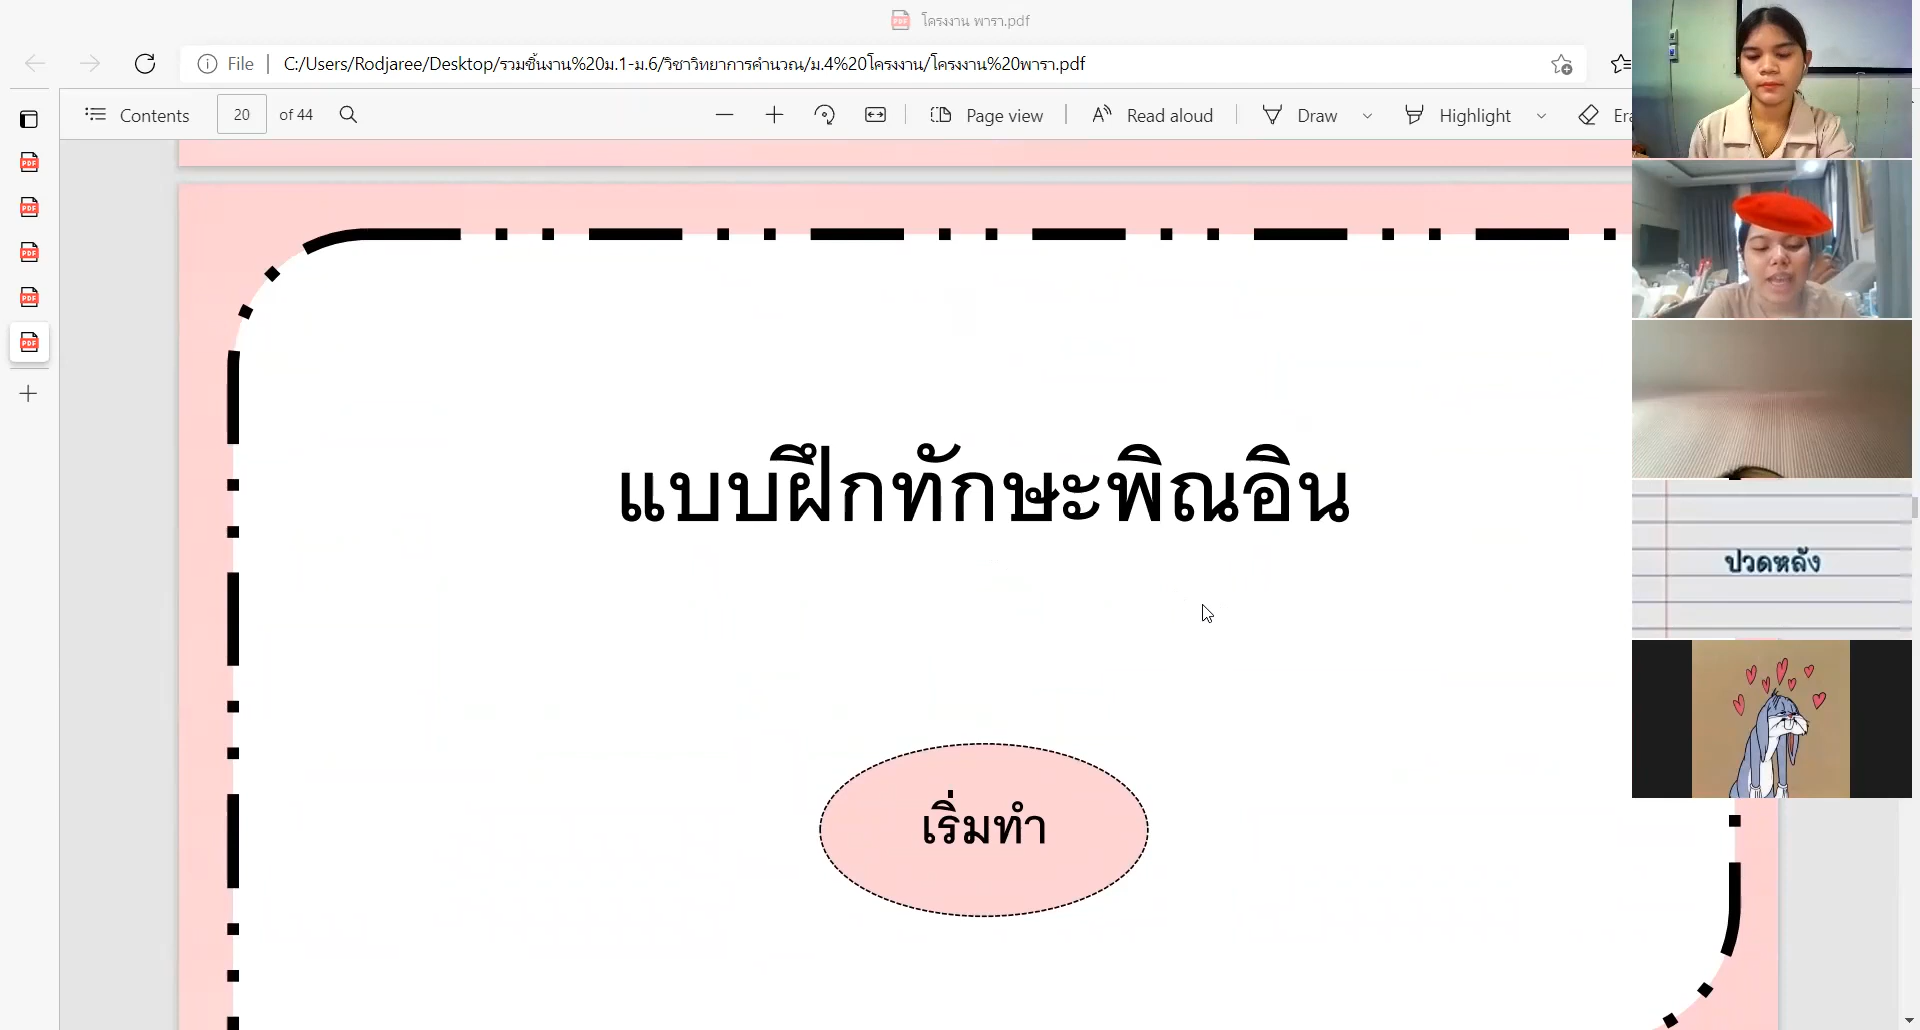 โครงงาน พารา.pdf
File
C:/Users/Rodjaree/Desktop/รวมชิ้นงาน%20ม.1-ม.6/วิชาวิทยาการคำนวณ/ม.4%20โครงงาน/โครงงาน%20พารา.pdf
Contents
20
of 44
Page view
Read aloud
Draw
Highlight
Era
แบบฝึกทักษะพิณอิน
เริ่มทำ
ปวดหลัง